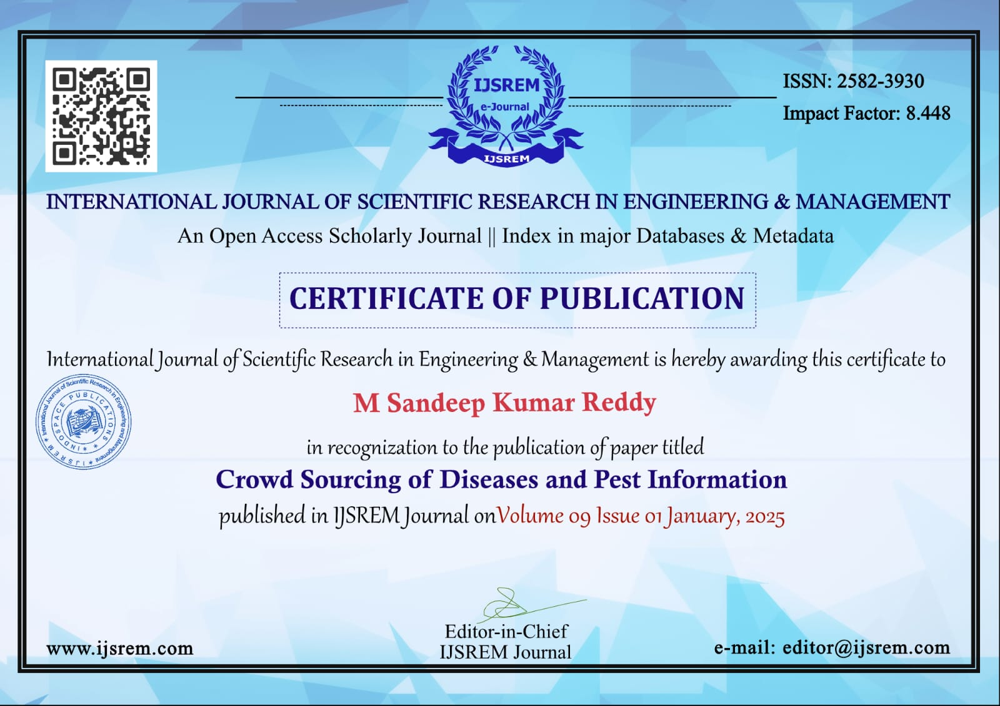 IJSREM
e-Journal
IJSREM
ISSN: 2582-3930
Impact Factor: 8.448
INTERNATIONAL JOURNAL OF SCIENTIFIC RESEARCH IN ENGINEERING & MANAGEMENT
An Open Access Scholarly Journal || Index in major Databases & Metadata
CERTIFICATE OF PUBLICATION
International Journal of Scientific Research in Engineering & Management is hereby awarding this certificate to
International Journal of Scientific Research in Engineering and Management
* IJSREM *
INDOSPACE PUBLICATIONS
M Sandeep Kumar Reddy
in recognization to the publication of paper titled
Crowd Sourcing of Diseases and Pest Information
published in IJSREM Journal on Volume 09 Issue 01 January, 2025
Editor-in-Chief
IJSREM Journal
www.ijsrem.com
e-mail: editor@ijsrem.com